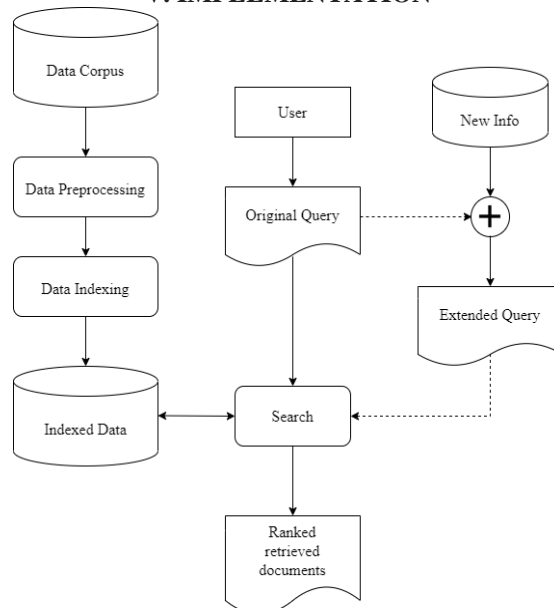 V. IMPLEMENTATION
Data Corpus
User
New Info
Data Preprocessing
Original Query
+
Data Indexing
Extended Query
Indexed Data
Search
Ranked
retrieved
documents